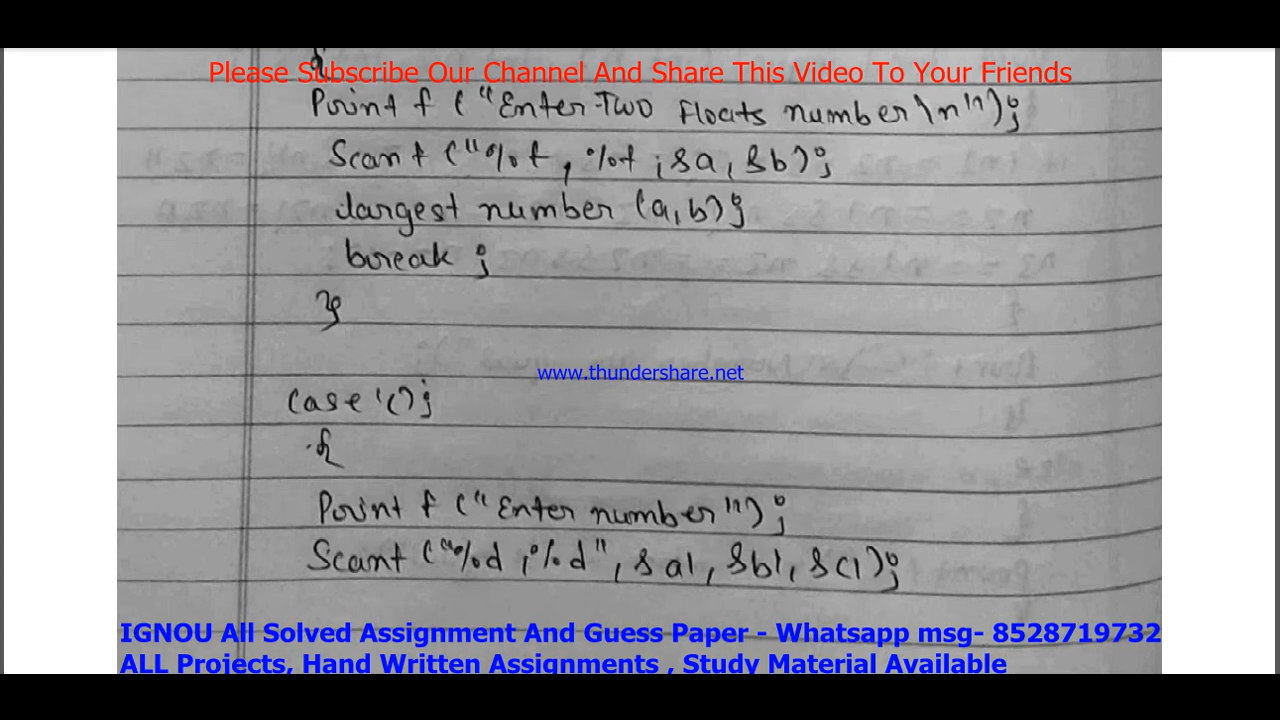 {
Please Subscribe Our Channel And Share This Video To Your Friends
Print f ("Enter Two Floats number \n");
Scanf ("%f, %f, &a, &b);
largest number (a, b);
break ;
}
www.thundershare.net
Case '(');
{
Print f ("Enter number");
Scanf ("%d, %d", &a1, &b1, &c1);
IGNOU All Solved Assignment And Guess Paper - Whatsapp msg- 8528719732
ALL Projects, Hand Written Assignments , Study Material Available